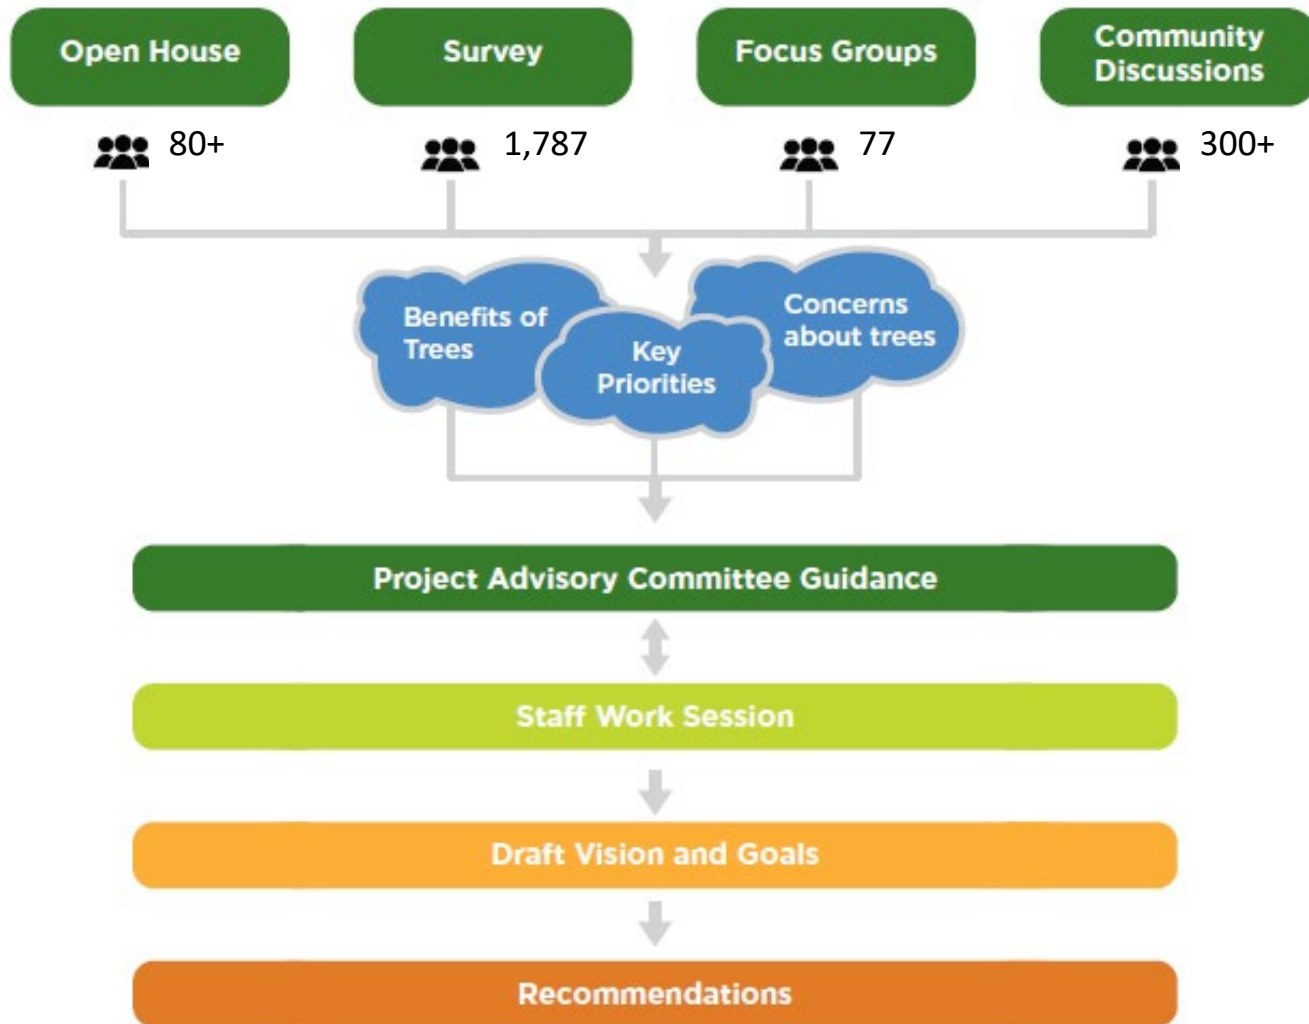 Open House
Survey
Focus Groups
Community
Discussions
80+
1,787
77
300+
Benefits of
Trees
Key
Priorities
Concerns
about trees
Project Advisory Committee Guidance
Staff Work Session
Draft Vision and Goals
Recommendations